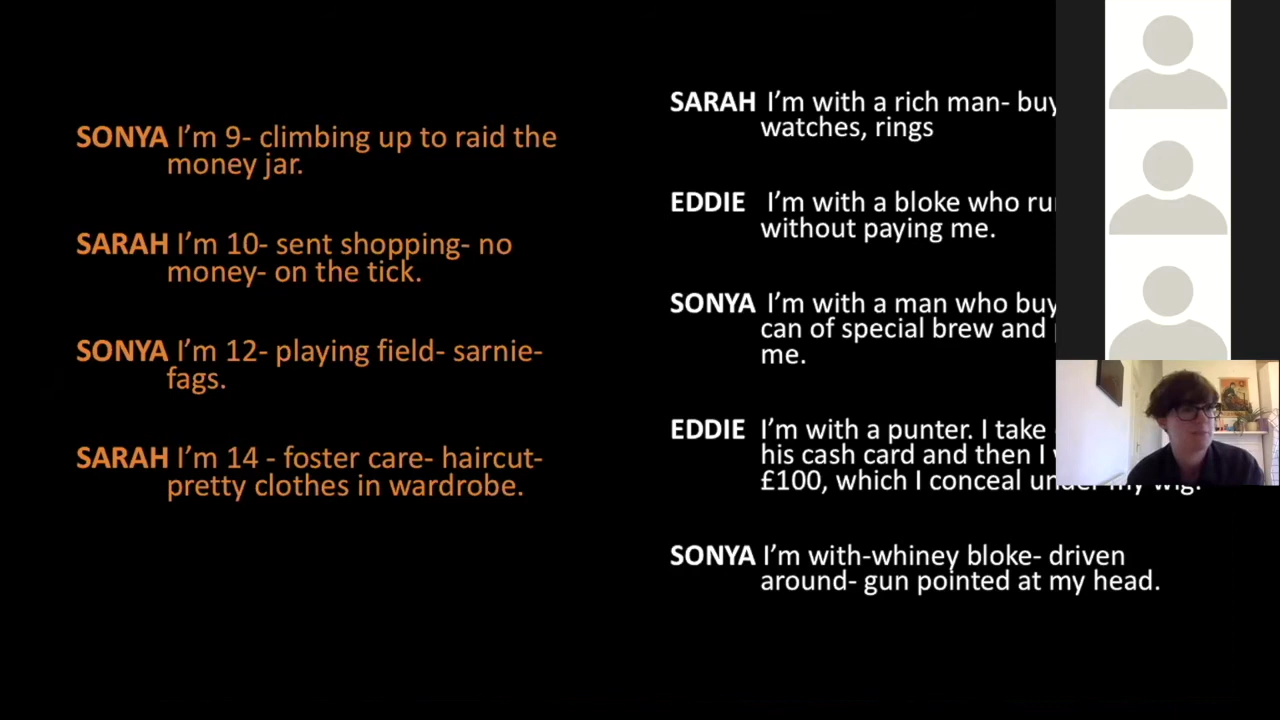 SONYA I'm 9- climbing up to raid the
money jar.
SARAH I'm 10- sent shopping- no
money- on the tick.
SONYA I'm 12- playing field- sarnie-
fags.
SARAH I'm 14 - foster care- haircut-
pretty clothes in wardrobe.
SARAH I'm with a rich man- buy
watches, rings
EDDIE I'm with a bloke who
without paying me.
SONYA I'm with a man who buy
can of special brew and
me.
EDDIE I'm with a punter. I take
his cash card and then I
£100, which I conceal under my wig.
SONYA I'm with-whiney bloke- driven
around- gun pointed at my head.